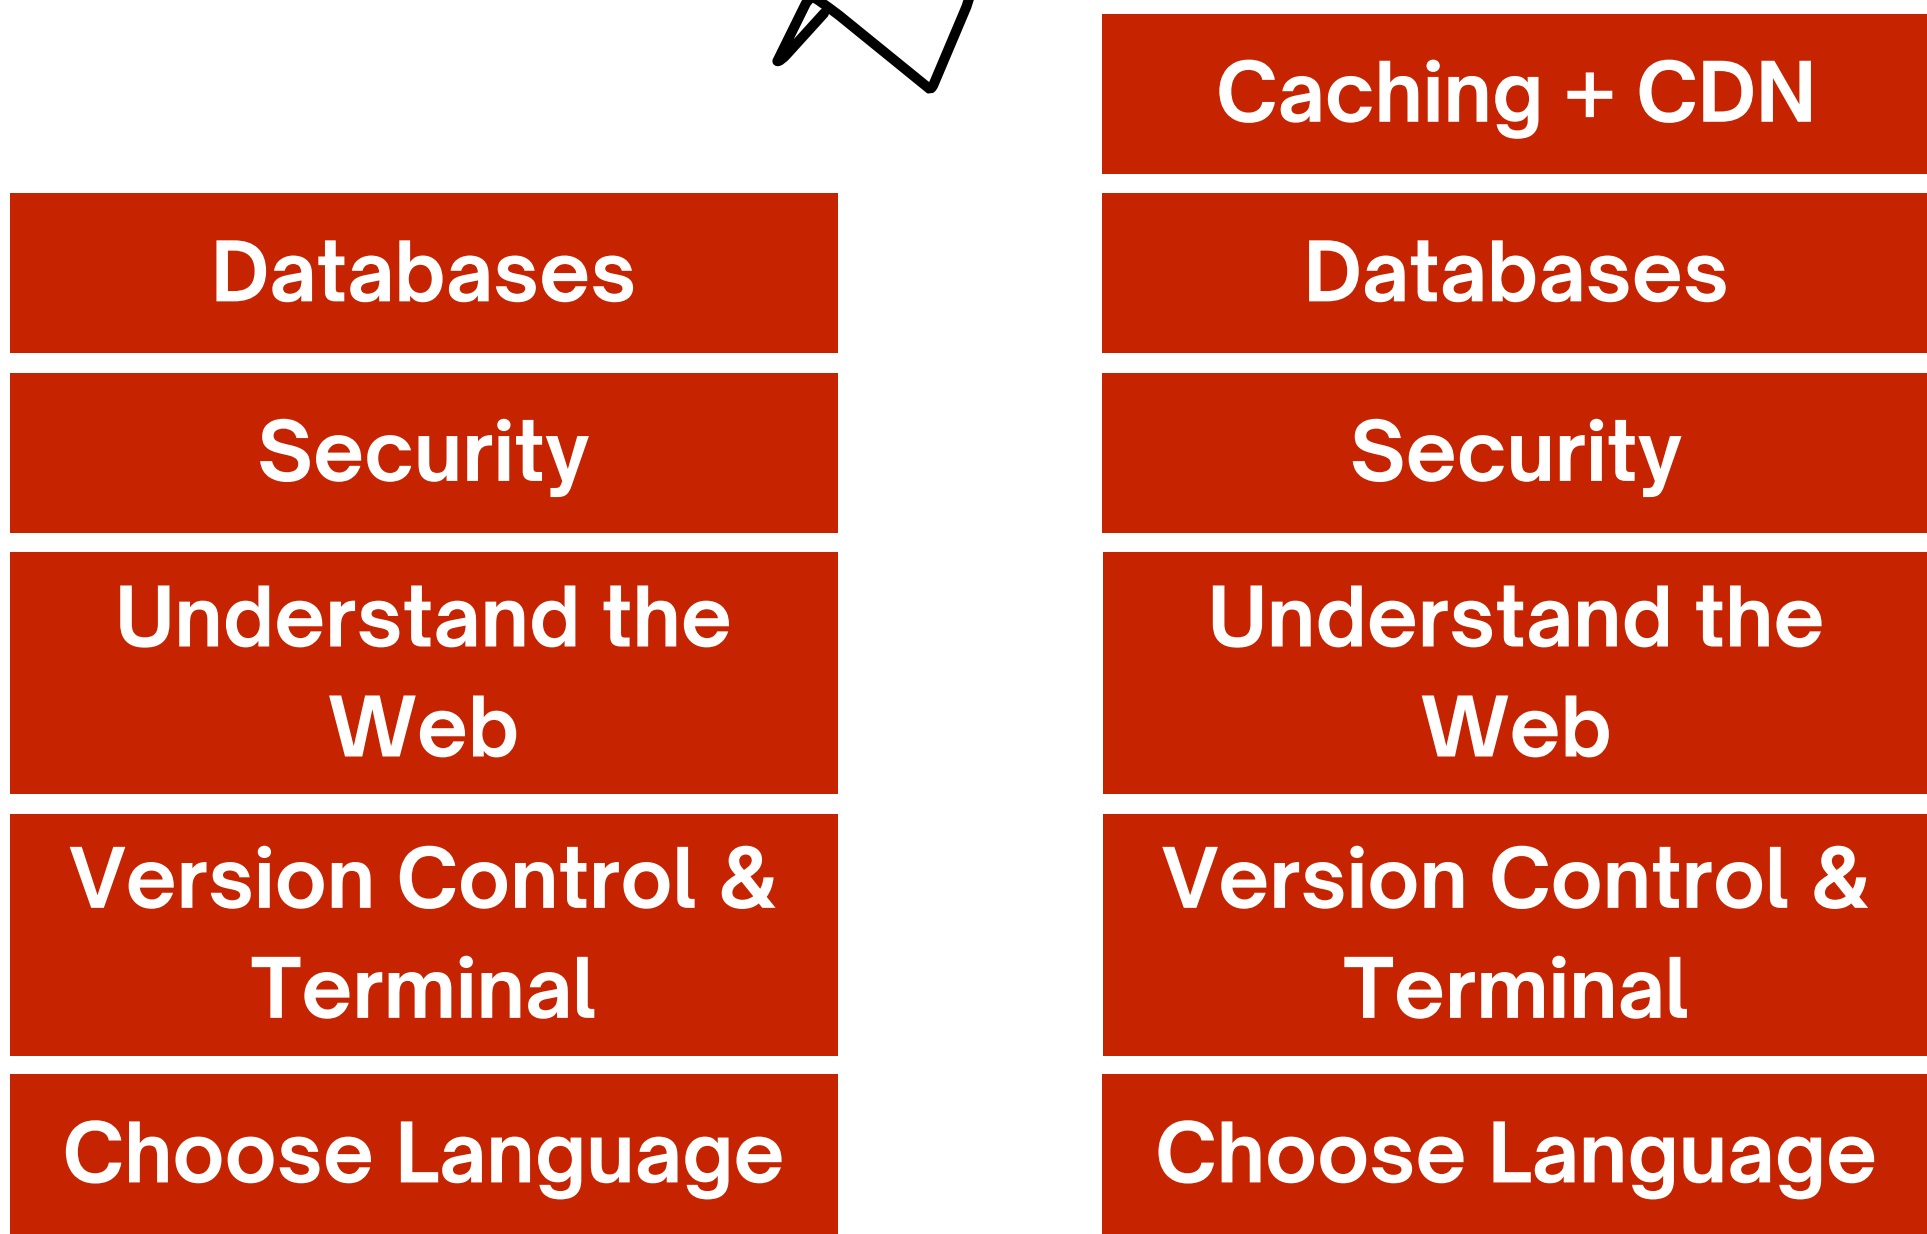 Databases
Security
Understand the
Web
Version Control &
Terminal
Choose Language
Caching + CDN
Databases
Security
Understand the
Web
Version Control &
Terminal
Choose Language